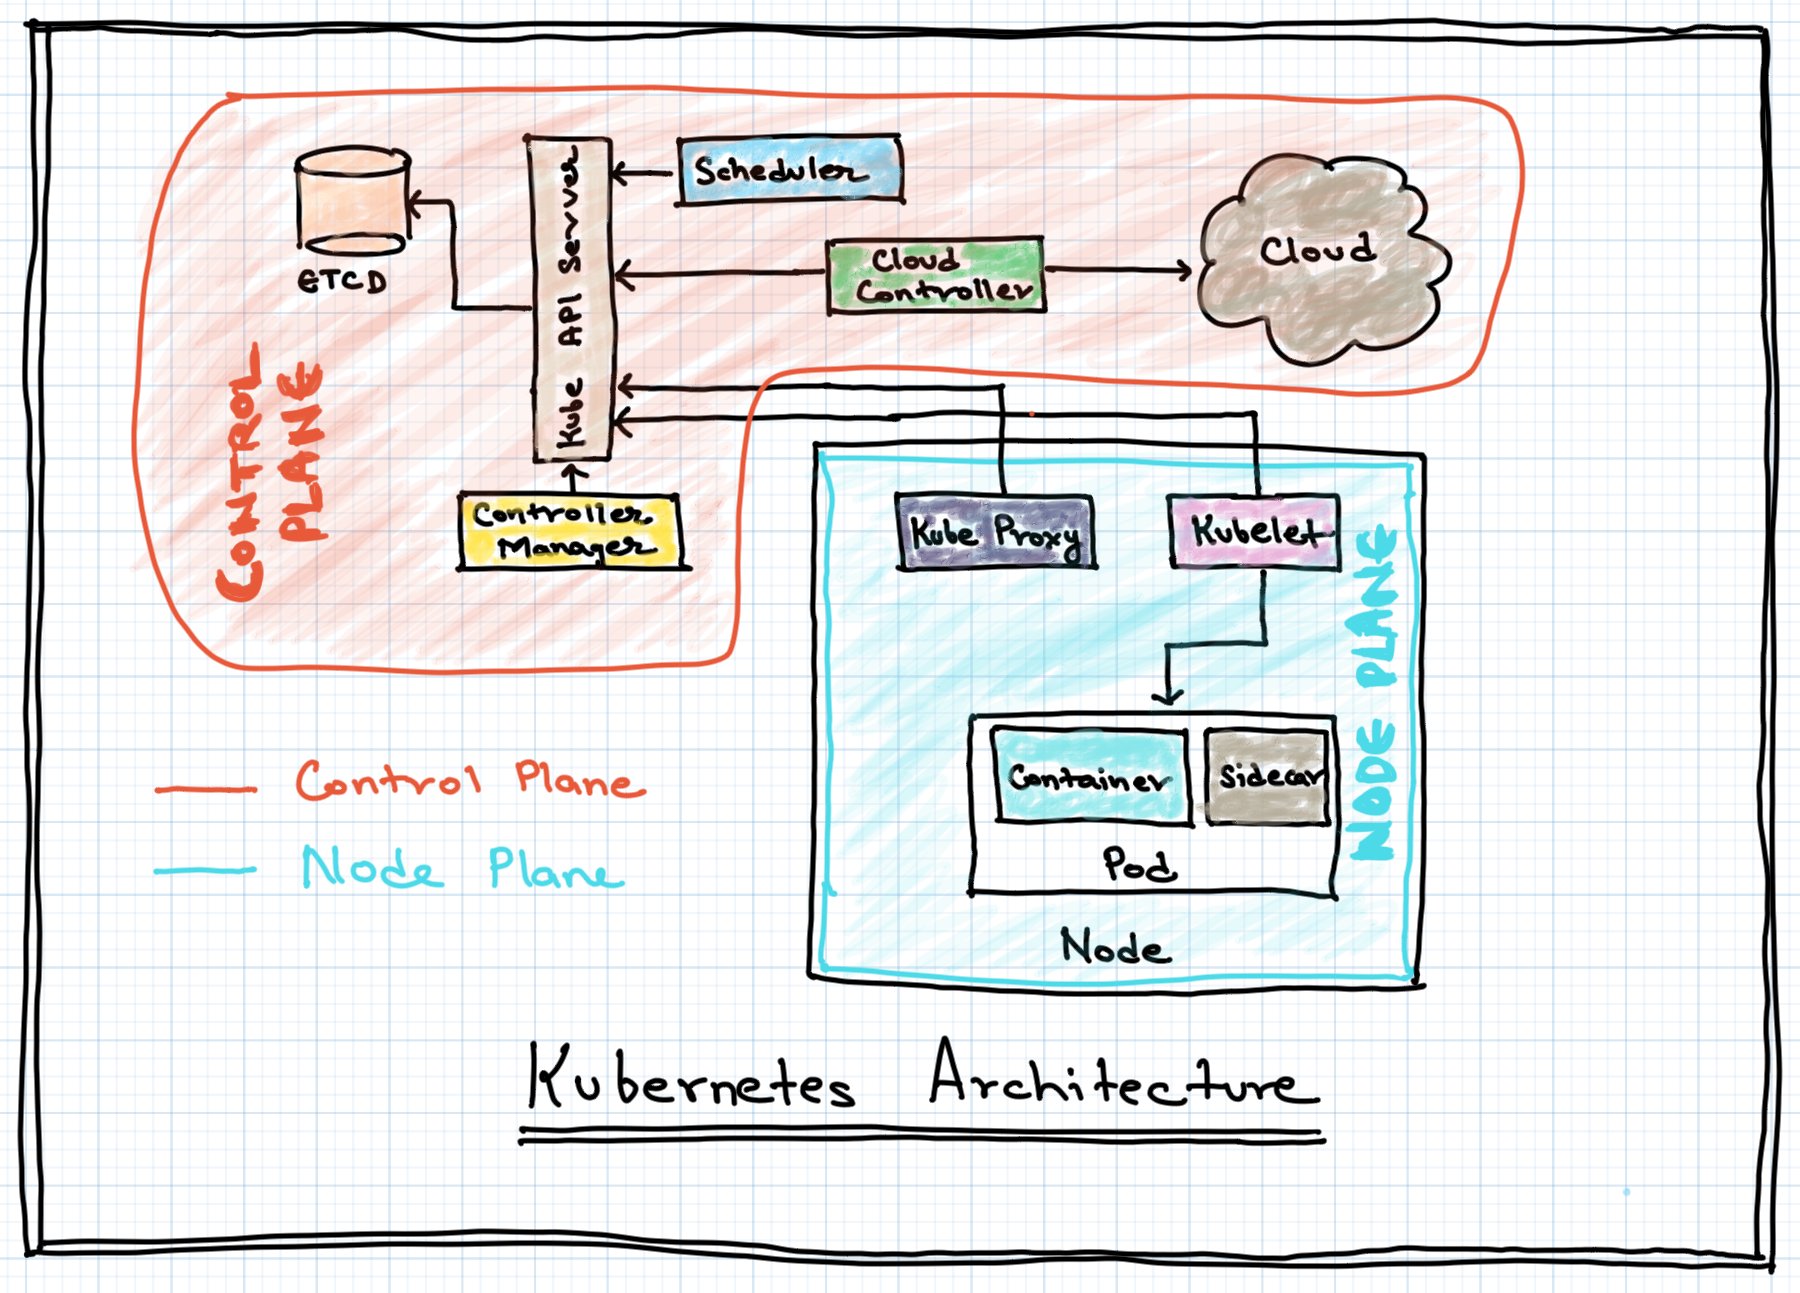 Scheduler
Kube API Server
Cloud
Controller
Cloud
ETCD
CONTROL
PLANE
Controller
Manager
Kube Proxy
Kubelet
NODE PLANE
Container
Sidecar
Pod
Node
Control Plane
Node Plane
Kubernetes Architecture